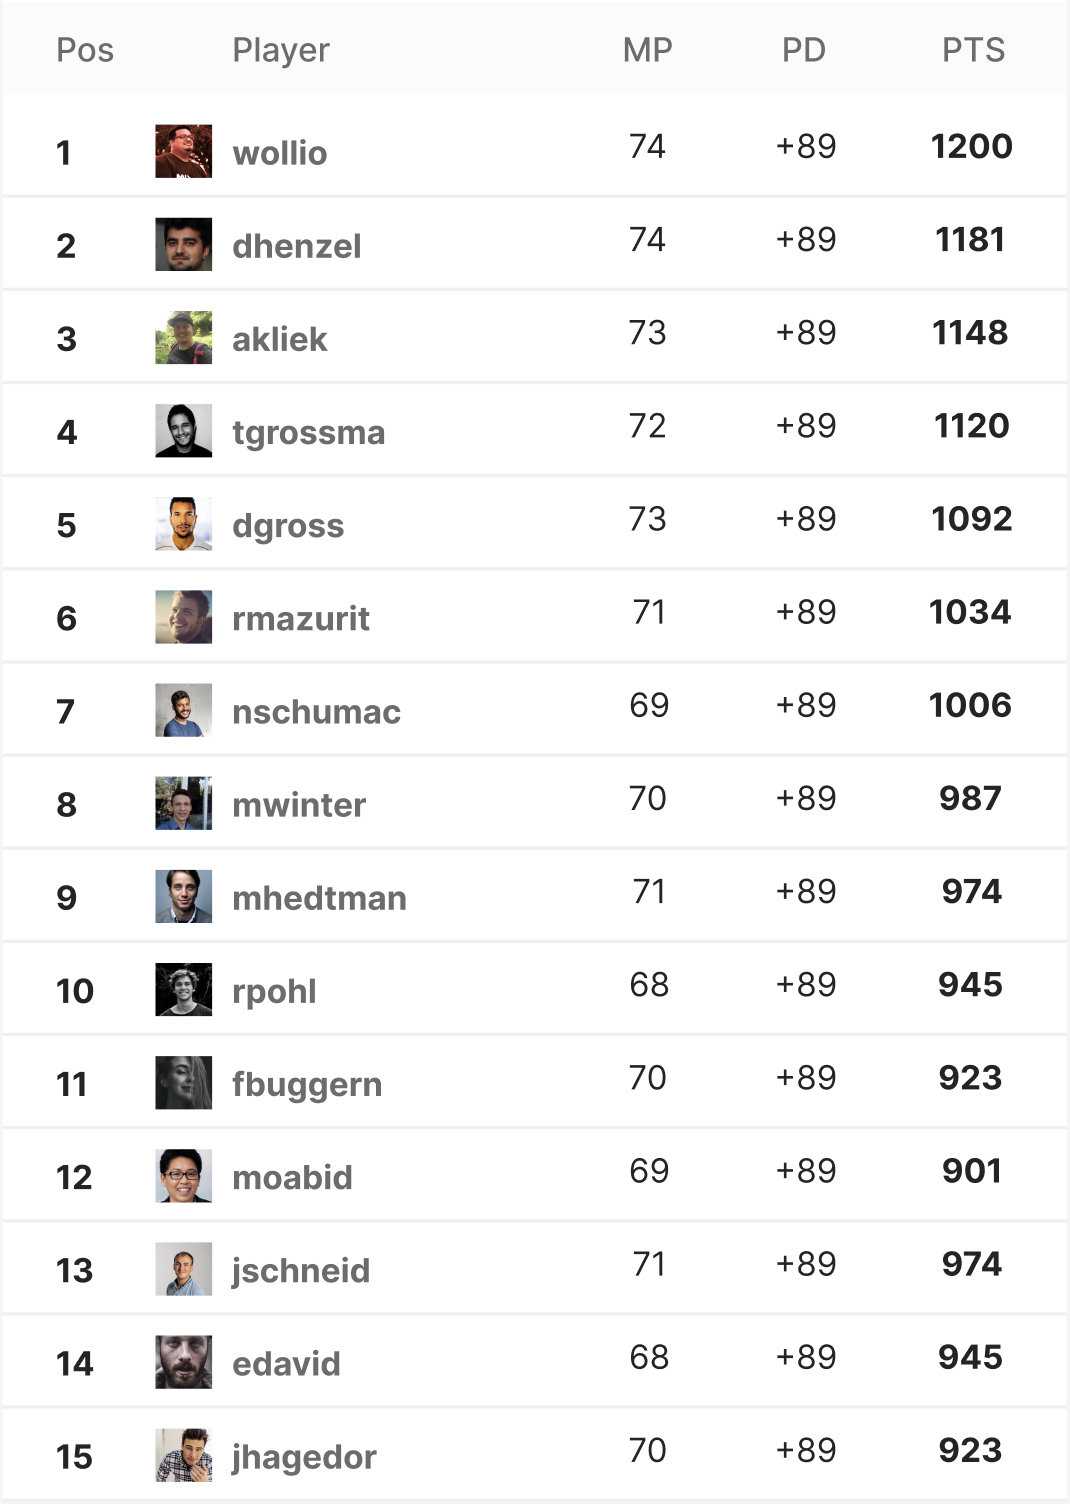 Pos Player MP PD PTS
1 wollio 74 +89 1200
2 dhenzel 74 +89 1181
3 akliek 73 +89 1148
4 tgrossma 72 +89 1120
5 dgross 73 +89 1092
6 rmazurit 71 +89 1034
7 nschumac 69 +89 1006
8 mwinter 70 +89 987
9 mhedtman 71 +89 974
10 rpohl 68 +89 945
11 fbuggern 70 +89 923
12 moabid 69 +89 901
13 jschneid 71 +89 974
14 edavid 68 +89 945
15 jhagedor 70 +89 923